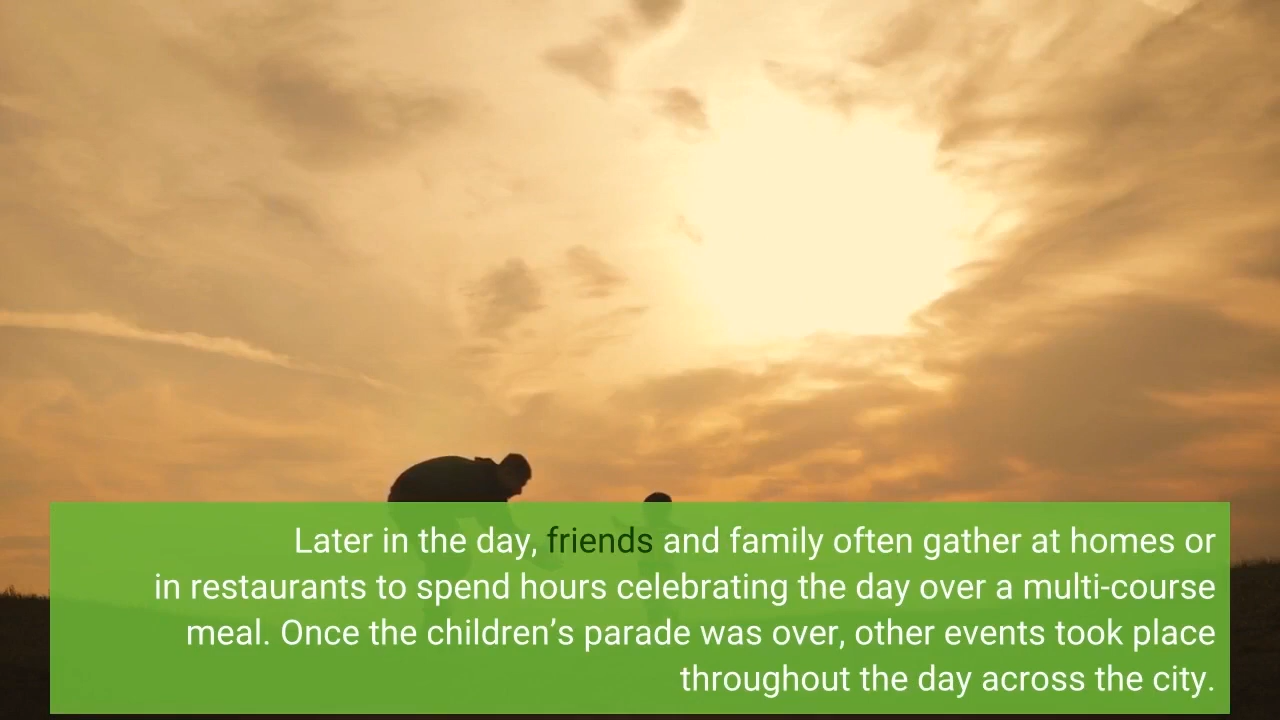 Later in the day, friends and family often gather at homes or
in restaurants to spend hours celebrating the day over a multi-course
meal. Once the children’s parade was over, other events took place
throughout the day across the city.